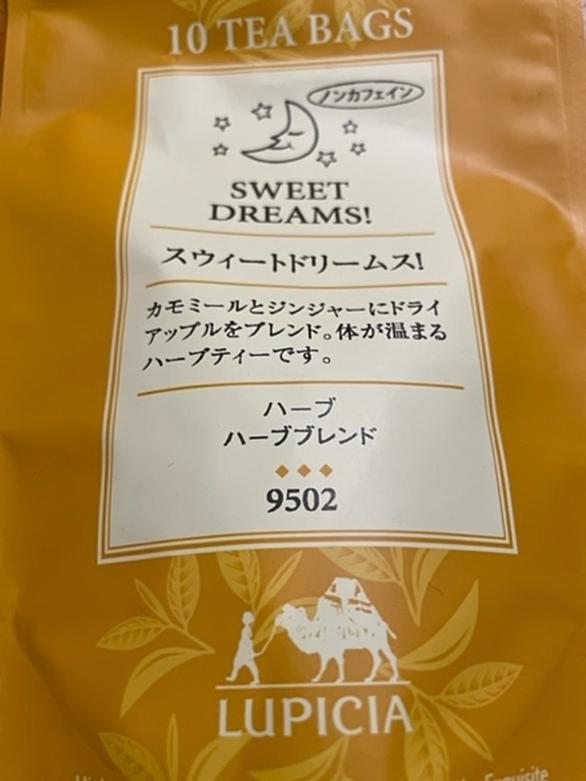 10 TEA BAGS
ノンカフェイン
SWEET
DREAMS!
スウィートドリームス!
カモミールとジンジャーにドライ
アップルをブレンド。体が温まる
ハーブティーです。
ハーブ
ハーブブレンド
9502
LUPICIA
Exquisite